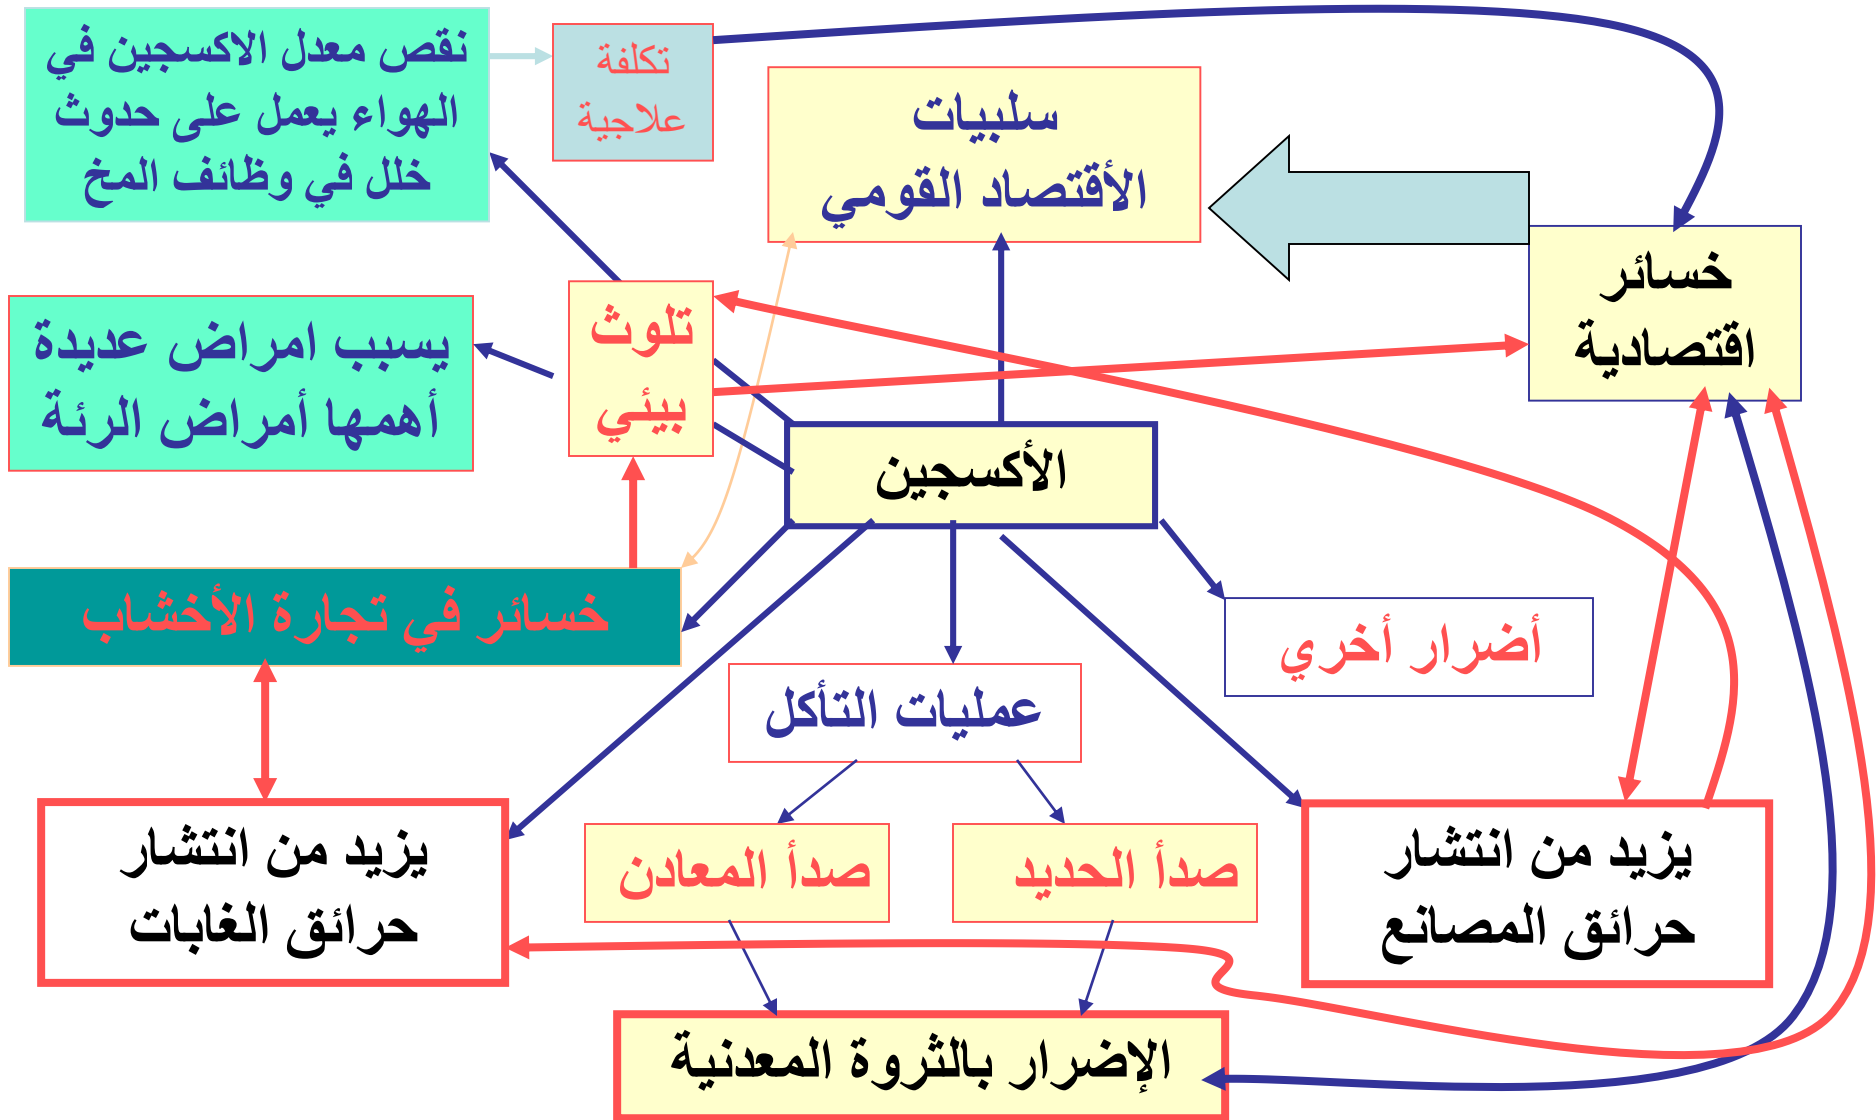 نقص معدل الاكسجين في
الهواء يعمل على حدوث
خلل في وظائف المخ
تكلفة
علاجية
سلبيات
الأقتصاد القومي
خسائر
اقتصادية
تلوث
بيئي
يسبب امراض عديدة
أهمها أمراض الرئة
الأكسجين
خسائر في تجارة الأخشاب
أضرار أخري
عمليات التأكل
صدأ الحديد
صدأ المعادن
يزيد من انتشار
حرائق المصانع
يزيد من انتشار
حرائق الغابات
الإضرار بالثروة المعدنية